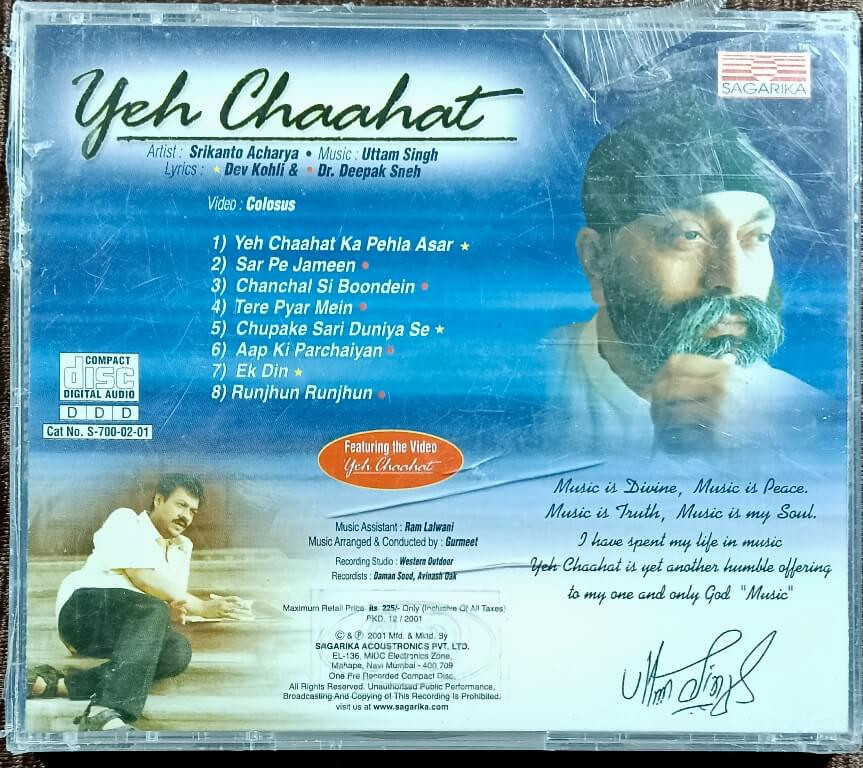 Yeh Chaahat
SAGARIKA
TM
Artist : Srikanto Acharya • Music : Uttam Singh
Lyrics : ★ Dev Kohli & • Dr. Deepak Sneh
Video : Colosus
1) Yeh Chaahat Ka Pehla Asar ★
2) Sar Pe Jameen •
3) Chanchal Si Boondein •
4) Tere Pyar Mein •
5) Chupake Sari Duniya Se ★
6) Aap Ki Parchaiyan •
7) Ek Din ★
8) Runjhun Runjhun •
COMPACT
disc
DIGITAL AUDIO
D D D
Cat No. S-700-02-01
Featuring the Video
Yeh Chaahat
Music Assistant : Ram Lalwani
Music Arranged & Conducted by : Gurmeet
Recording Studio : Western Outdoor
Recordists : Daman Sood, Avinash Oak
Maximum Retail Price Rs. 225/- Only (Inclusive Of All Taxes)
PKD. 12 / 2001
© & ℗ 2001 Mfd. & Mktd. By
SAGARIKA ACOUSTRONICS PVT. LTD.
EL-136, MIDC Electronics Zone,
Mahape, Navi Mumbai - 400 709
One Pre Recorded Compact Disc.
All Rights Reserved. Unauthorised Public Performance,
Broadcasting And Copying of This Recording Is Prohibited.
visit us at www.sagarika.com
Music is Divine, Music is Peace.
Music is Truth, Music is my Soul.
I have spent my life in music
Yeh Chaahat is yet another humble offering
to my one and only God "Music"
Uttam Singh